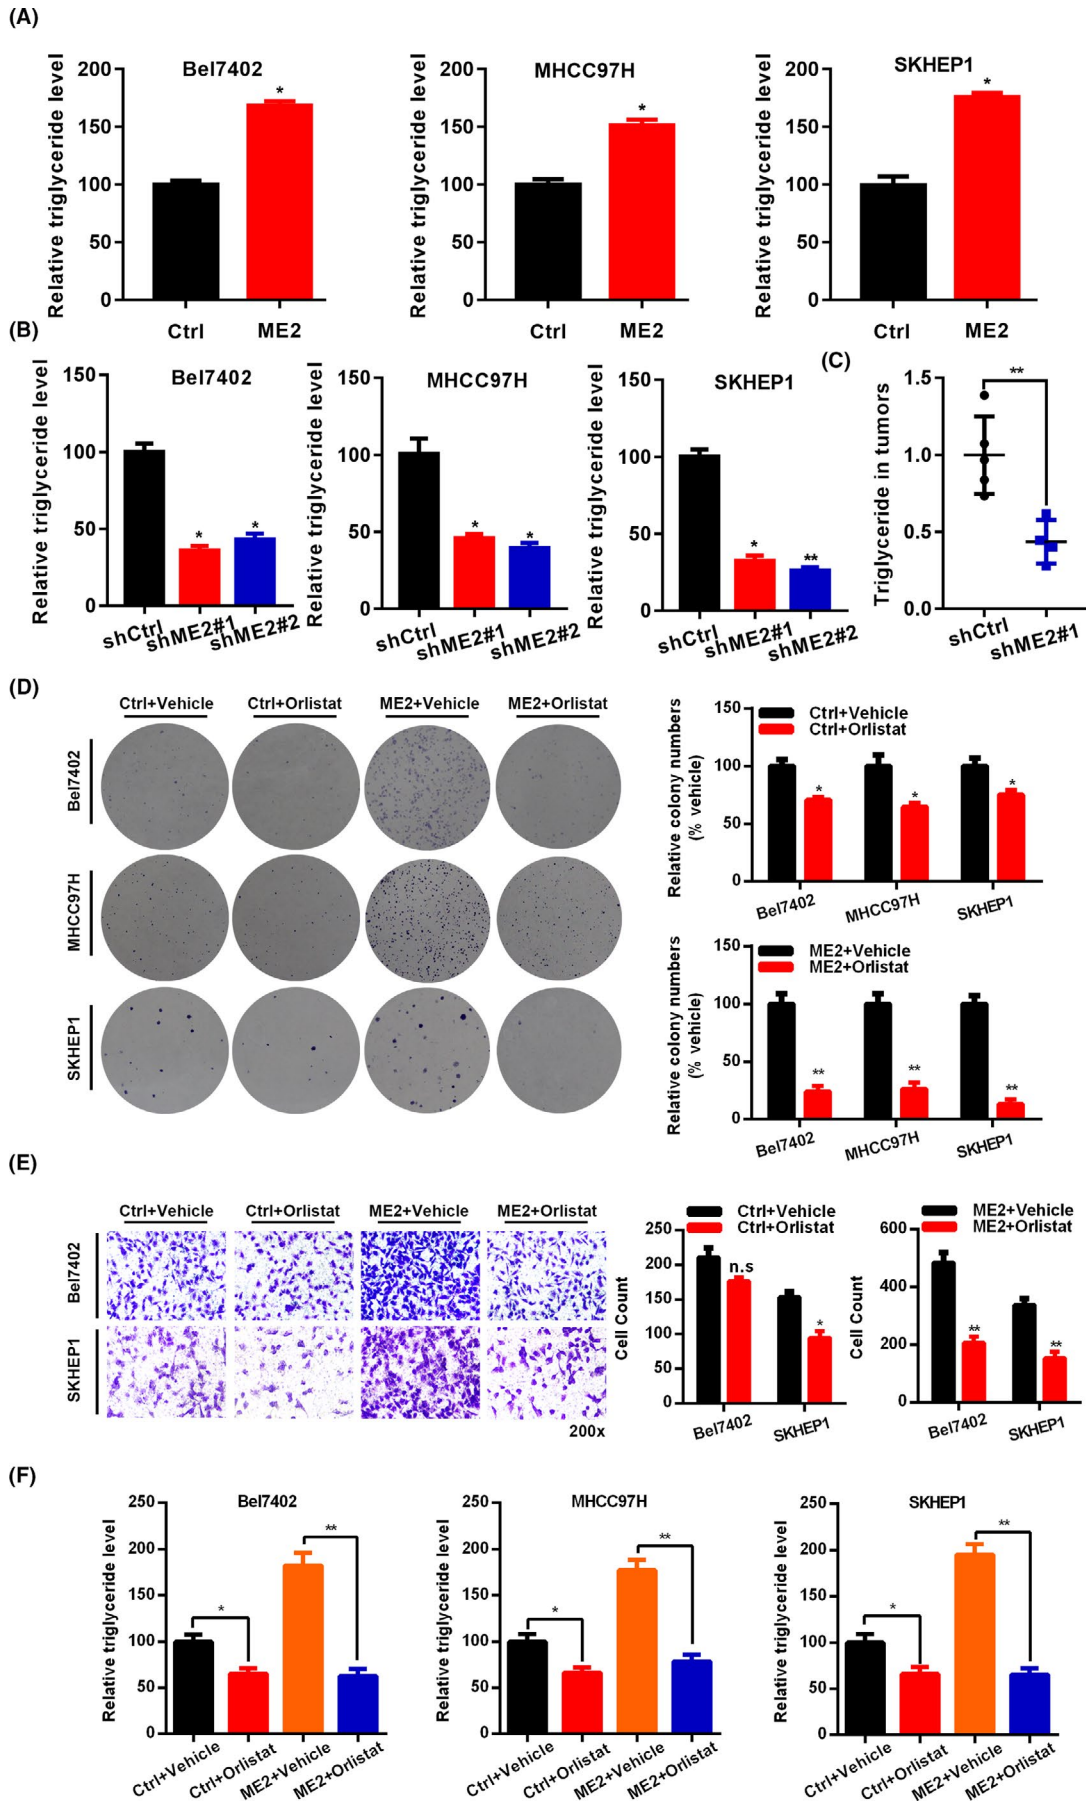 (A)
Bel7402
MHCC97H
SKHEP1
Relative triglyceride level
200
150
100
50
0
Ctrl ME2
Relative triglyceride level
200
150
100
50
0
Ctrl ME2
Relative triglyceride level
200
150
100
50
0
Ctrl ME2
* * *
(B)
Bel7402
MHCC97H
SKHEP1
Relative triglyceride level
150
100
50
0
* *
shCtrl shME2#1 shME2#2
Relative triglyceride level
150
100
50
0
* *
shCtrl shME2#1 shME2#2
Relative triglyceride level
150
100
50
0
* **
shCtrl shME2#1 shME2#2
(C)
Triglyceride in tumors
1.5
1.0
0.5
0.0
**
shCtrl shME2#1
(D)
Ctrl+Vehicle Ctrl+Orlistat ME2+Vehicle ME2+Orlistat
Bel7402
MHCC97H
SKHEP1
Relative colony numbers
(% vehicle)
150
100
50
0
Ctrl+Vehicle
Ctrl+Orlistat
* * *
Bel7402 MHCC97H SKHEP1
Relative colony numbers
(% vehicle)
150
100
50
0
ME2+Vehicle
ME2+Orlistat
** ** **
Bel7402 MHCC97H SKHEP1
(E)
Ctrl+Vehicle Ctrl+Orlistat ME2+Vehicle ME2+Orlistat
Bel7402
SKHEP1
200x
Cell Count
250
200
150
100
50
0
Ctrl+Vehicle
Ctrl+Orlistat
n.s
*
Bel7402 SKHEP1
Cell Count
600
400
200
0
ME2+Vehicle
ME2+Orlistat
** **
Bel7402 SKHEP1
(F)
Bel7402
MHCC97H
SKHEP1
Relative triglyceride level
250
200
150
100
50
0
* **
Ctrl+Vehicle Ctrl+Orlistat ME2+Vehicle ME2+Orlistat
Relative triglyceride level
250
200
150
100
50
0
* **
Ctrl+Vehicle Ctrl+Orlistat ME2+Vehicle ME2+Orlistat
Relative triglyceride level
250
200
150
100
50
0
* **
Ctrl+Vehicle Ctrl+Orlistat ME2+Vehicle ME2+Orlistat